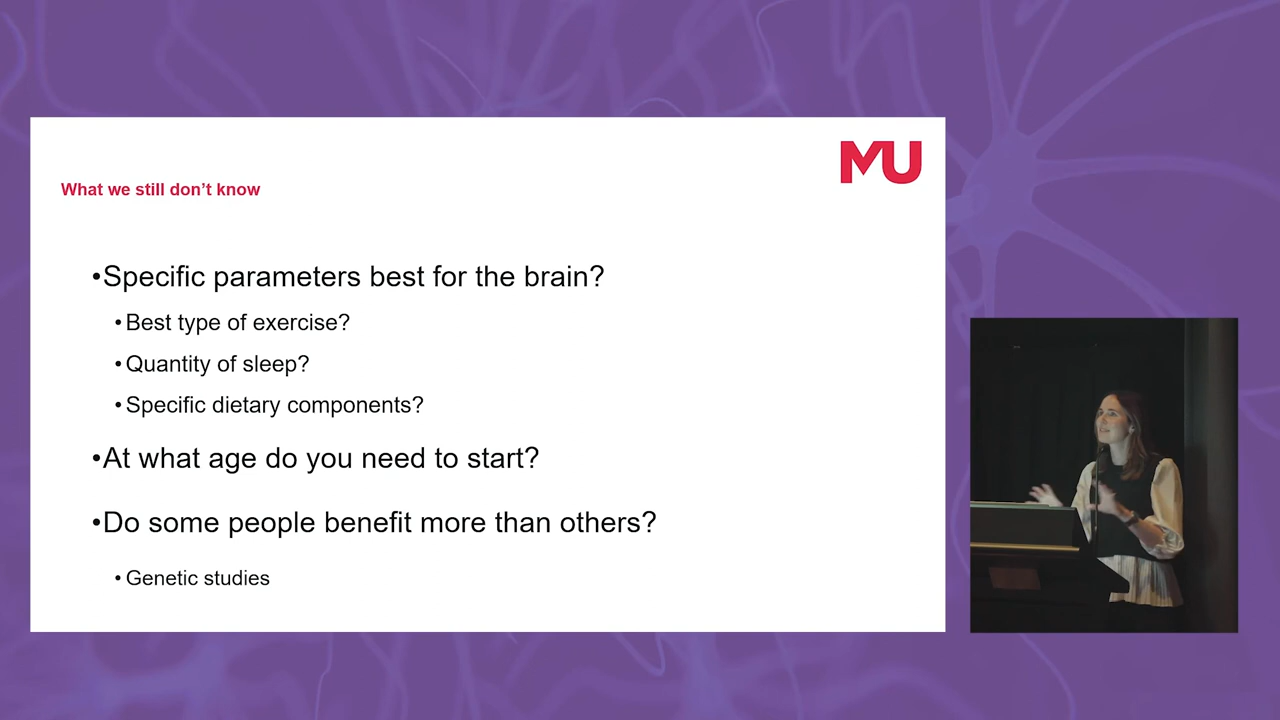 MU
What we still don't know
•Specific parameters best for the brain?
•Best type of exercise?
•Quantity of sleep?
•Specific dietary components?
•At what age do you need to start?
•Do some people benefit more than others?
•Genetic studies